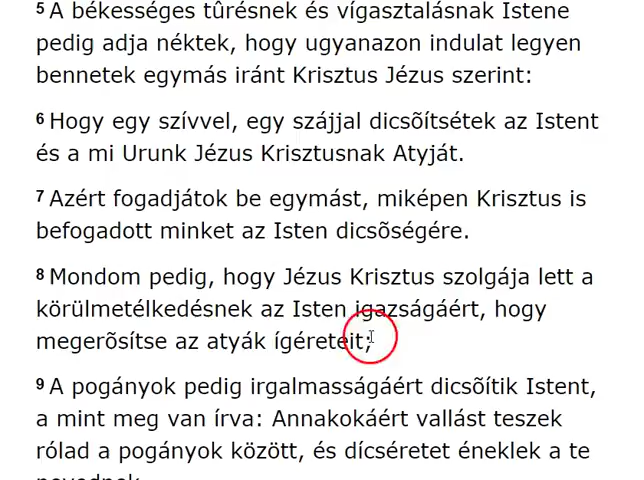 5 A békességes tûrésnek és vígasztalásnak Istene
pedig adja néktek, hogy ugyanazon indulat legyen
bennetek egymás iránt Krisztus Jézus szerint:
6 Hogy egy szívvel, egy szájjal dicsõítsétek az Istent
és a mi Urunk Jézus Krisztusnak Atyját.
7 Azért fogadjátok be egymást, miképen Krisztus is
befogadott minket az Isten dicsõségére.
8 Mondom pedig, hogy Jézus Krisztus szolgája lett a
körülmetélkedésnek az Isten igazságáért, hogy
megerõsítse az atyák ígéreteit;
9 A pogányok pedig irgalmasságáért dicsõítik Istent,
a mint meg van írva: Annakokáért vallást teszek
rólad a pogányok között, és dícséretet éneklek a te